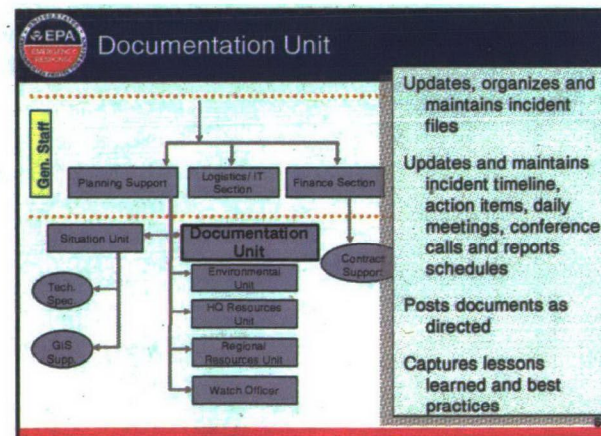 EPA
EMERGENCY
RESPONSE
Documentation Unit
Gen. Staff
Planning Support
Logistics/ IT
Section
Finance Section
Situation Unit
Documentation
Unit
Contract
Support
Tech.
Spec.
Environmental
Unit
HQ Resources
Unit
GIS
Supp.
Regional
Resources Unit
Watch Officer
Updates, organizes and
maintains incident
files
Updates and maintains
incident timeline,
action items, daily
meetings, conference
calls and reports
schedules
Posts documents as
directed
Captures lessons
learned and best
practices